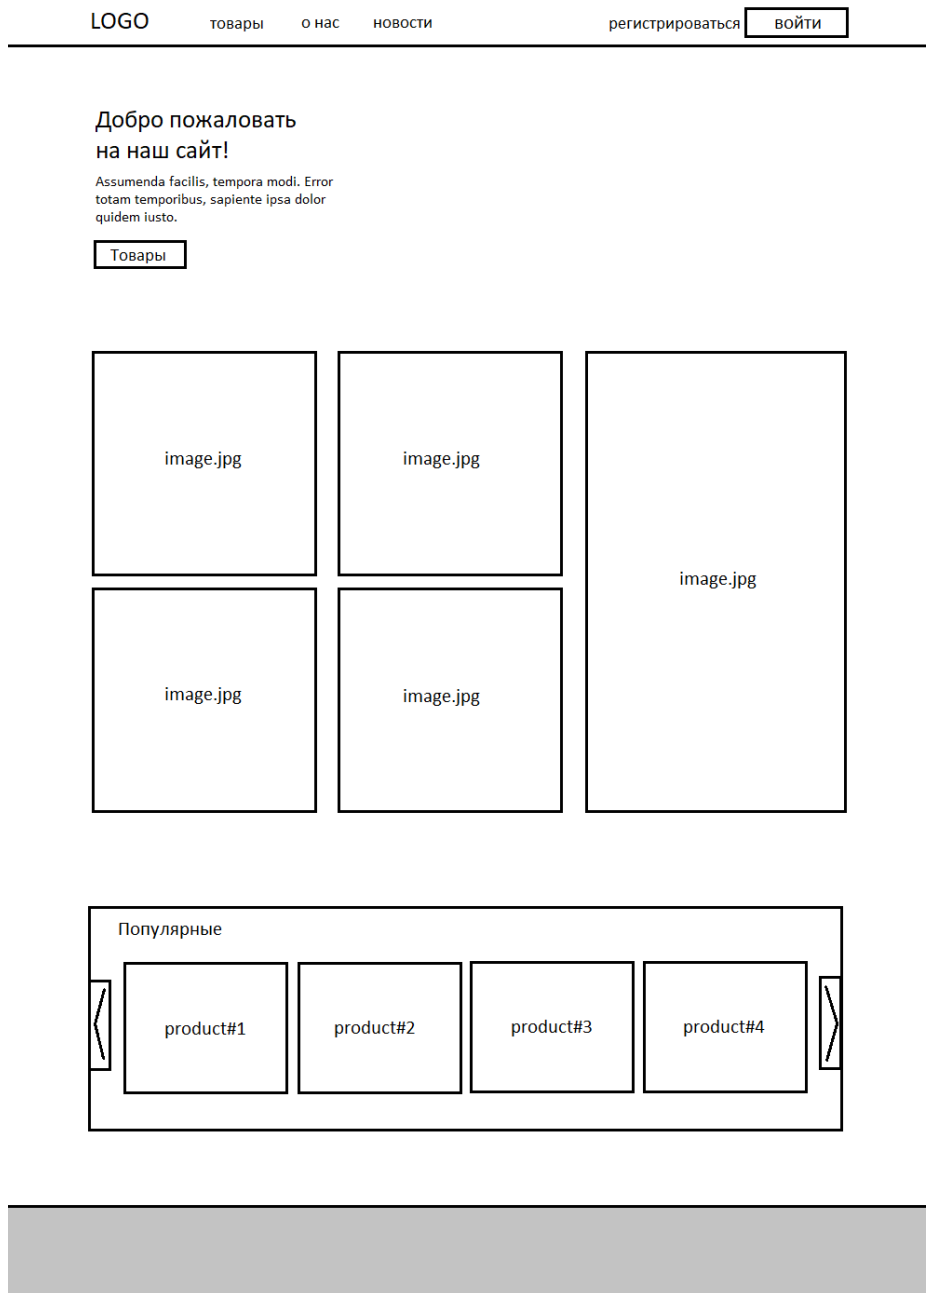 LOGO
товары
о нас
новости
регистрироваться
войти
Добро пожаловать
на наш сайт!
Assumenda facilis, tempora modi. Error
totam temporibus, sapiente ipsa dolor
quidem iusto.
Товары
image.jpg
image.jpg
image.jpg
image.jpg
image.jpg
Популярные
product#1
product#2
product#3
product#4